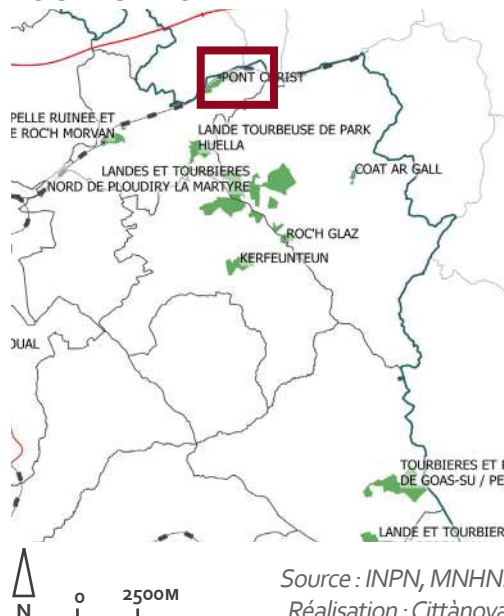 PONT CHRIST
PELLE RUINEE ET
E ROC'H MORVAN
LANDE TOURBEUSE DE PARK
HUELLA
LANDES ET TOURBIERES
NORD DE PLOUDIRY LA MARTYRE
COAT AR GALL
ROC'H GLAZ
KERFEUNTEUN
OUAL
TOURBIERES ET
DE GOAS-SU / PE
LANDE ET TOURBIER
N
0 2500M
Source : INPN, MNHN
Réalisation : Cittànova